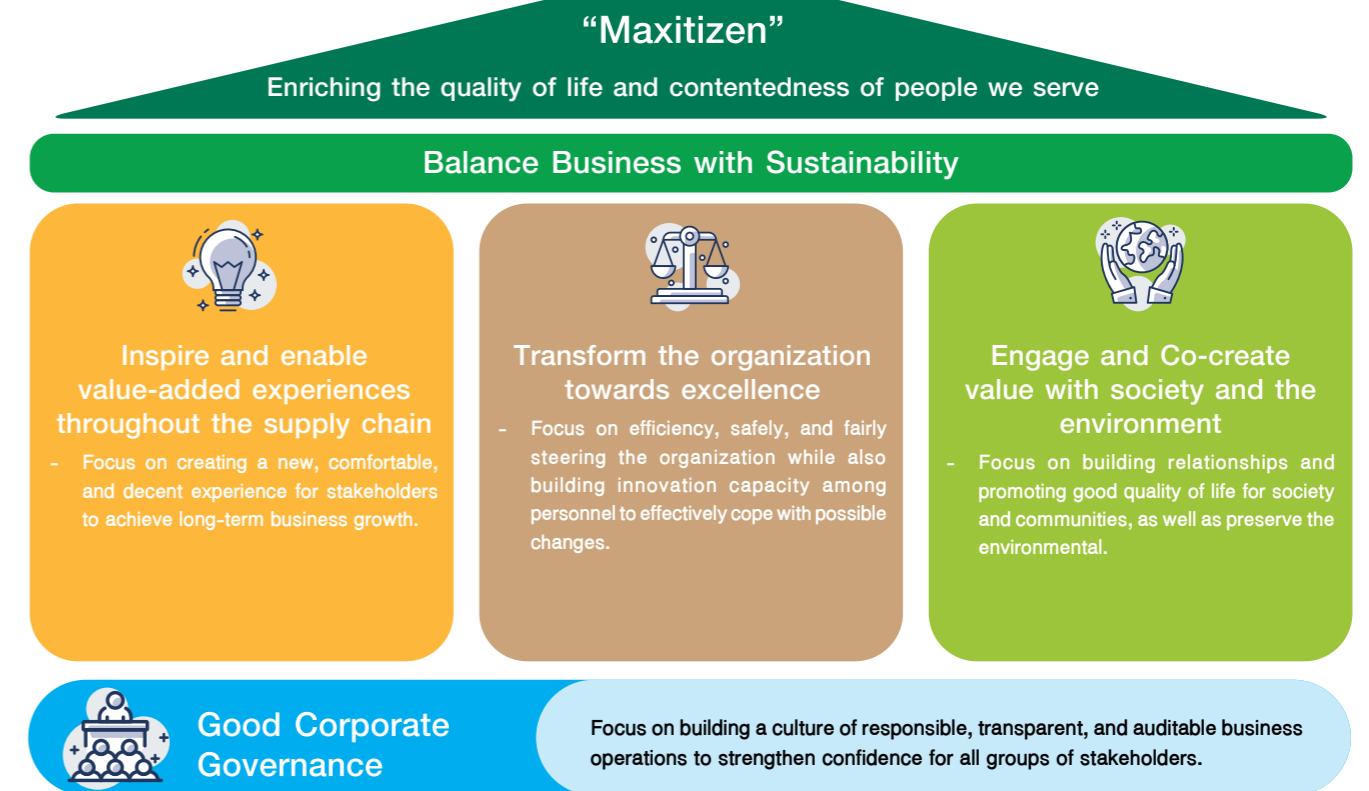 “Maxitizen”
Enriching the quality of life and contentedness of people we serve
Balance Business with Sustainability
Inspire and enable
value-added experiences
throughout the supply chain
- Focus on creating a new, comfortable,
and decent experience for stakeholders
to achieve long-term business growth.
Transform the organization
towards excellence
- Focus on efficiency, safely, and fairly
steering the organization while also
building innovation capacity among
personnel to effectively cope with possible
changes.
Engage and Co-create
value with society and the
environment
- Focus on building relationships and
promoting good quality of life for society
and communities, as well as preserve the
environmental.
Good Corporate
Governance
Focus on building a culture of responsible, transparent, and auditable business
operations to strengthen confidence for all groups of stakeholders.